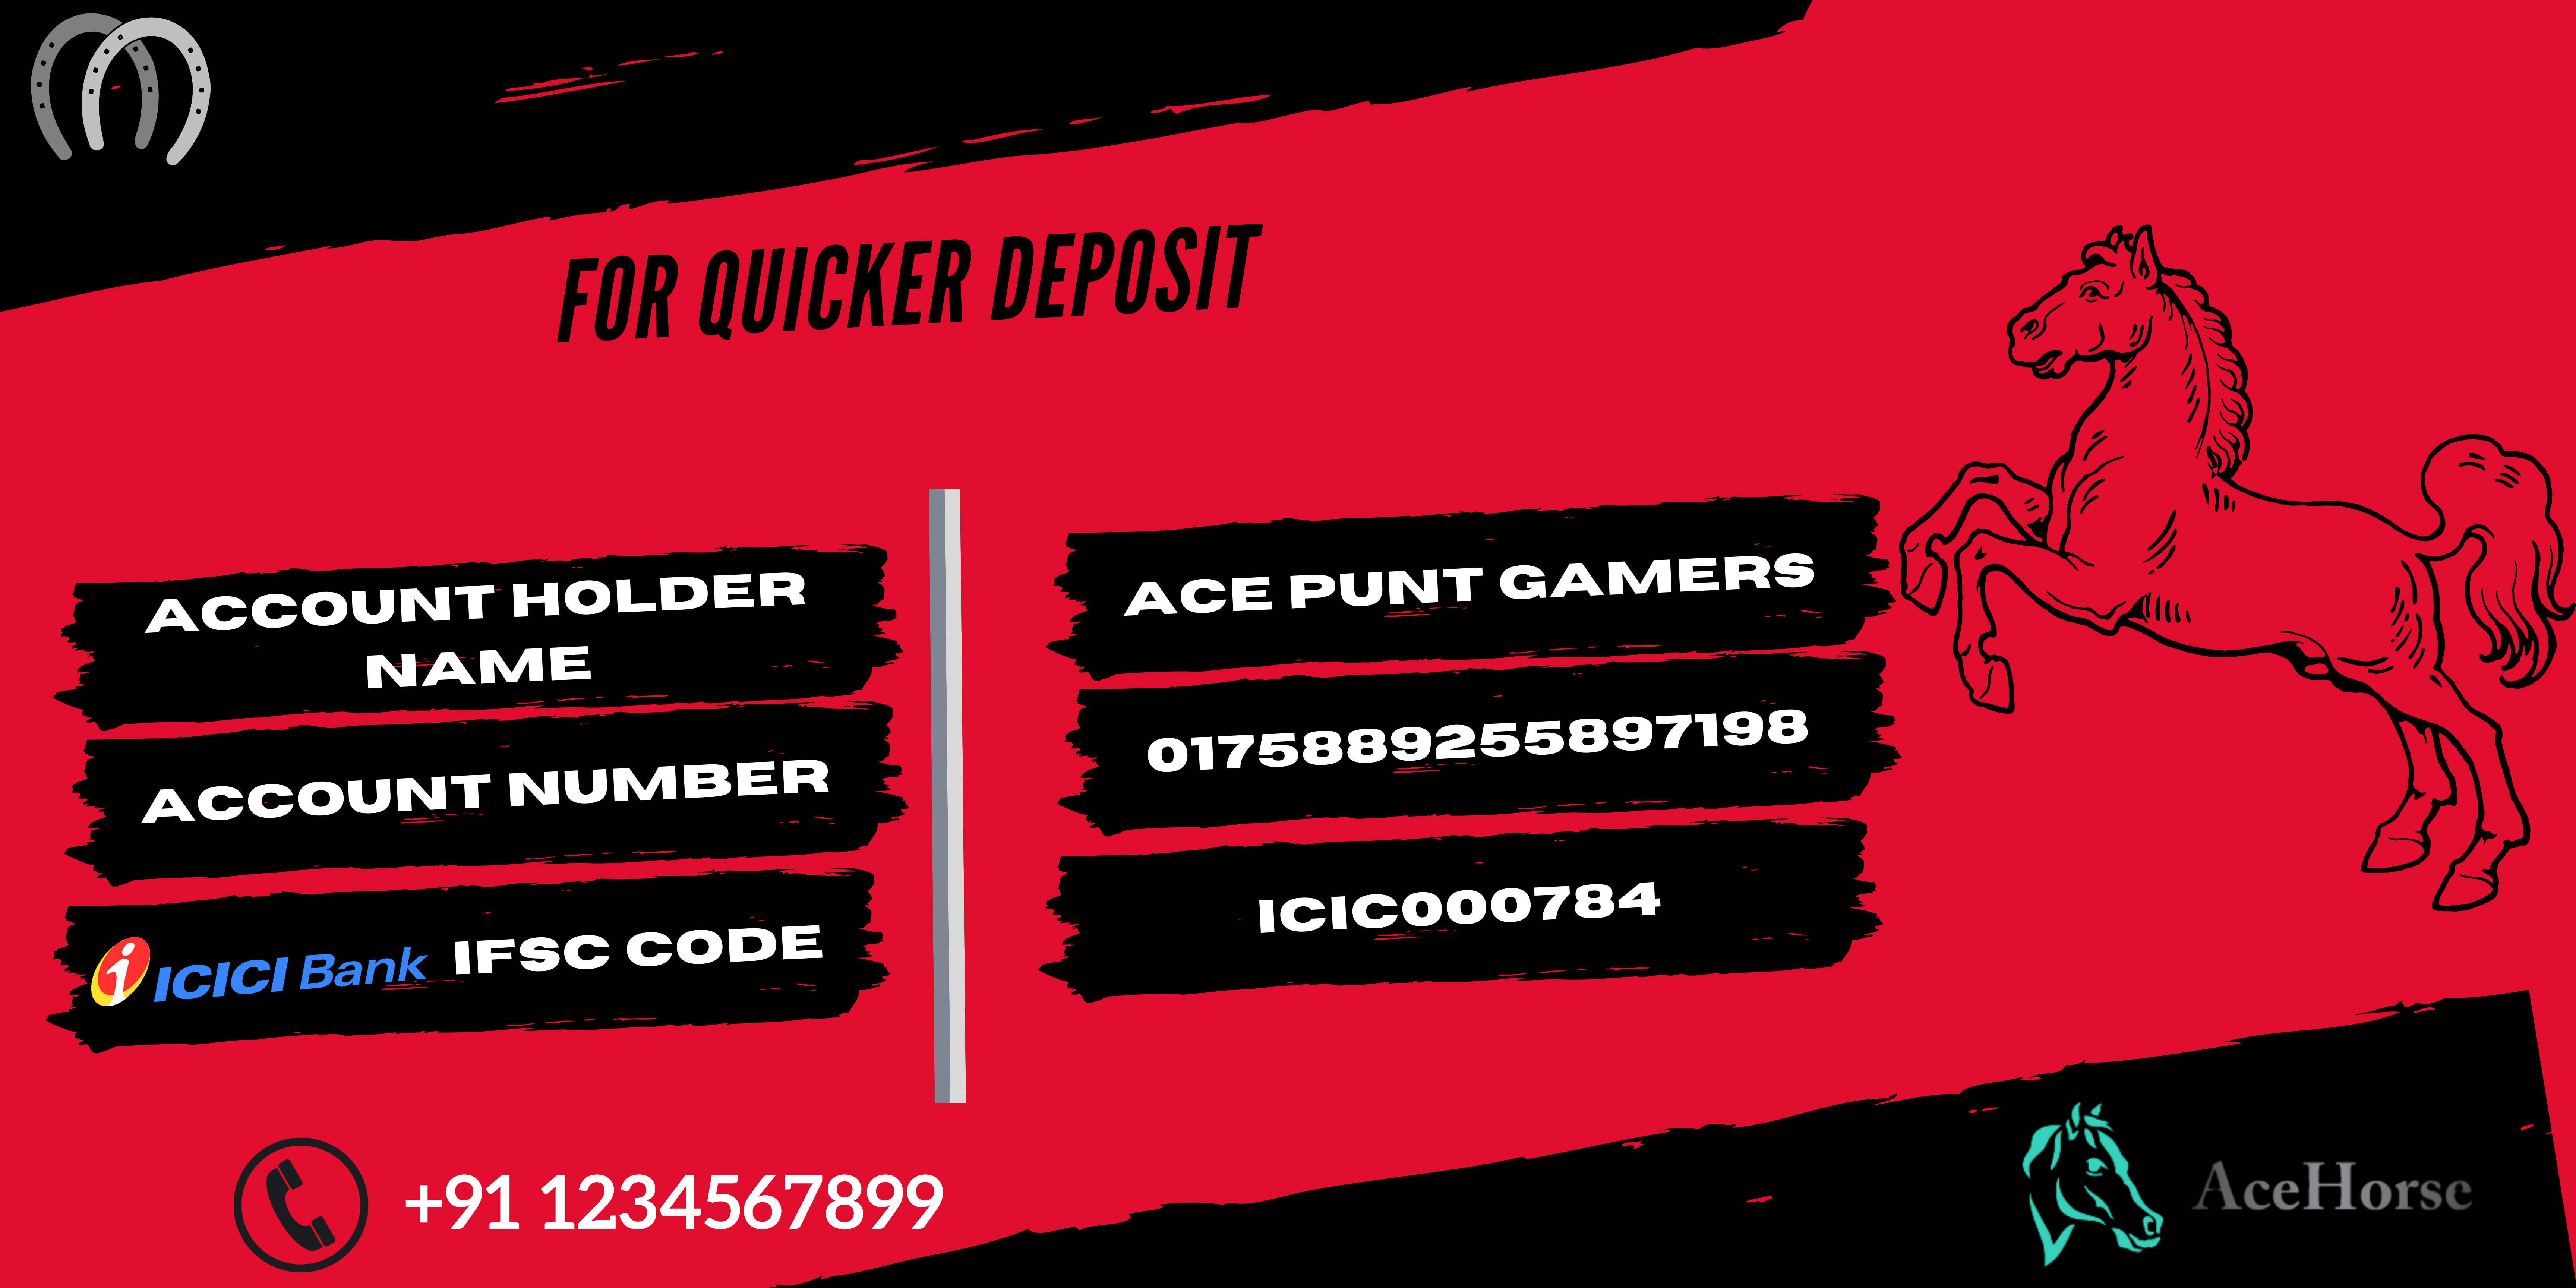 FOR QUICKER DEPOSIT
ACCOUNT HOLDER
NAME
ACE PUNT GAMERS
ACCOUNT NUMBER
0175889255897198
i ICICI Bank IFSC CODE
ICIC000784
+91 1234567899
AceHorse